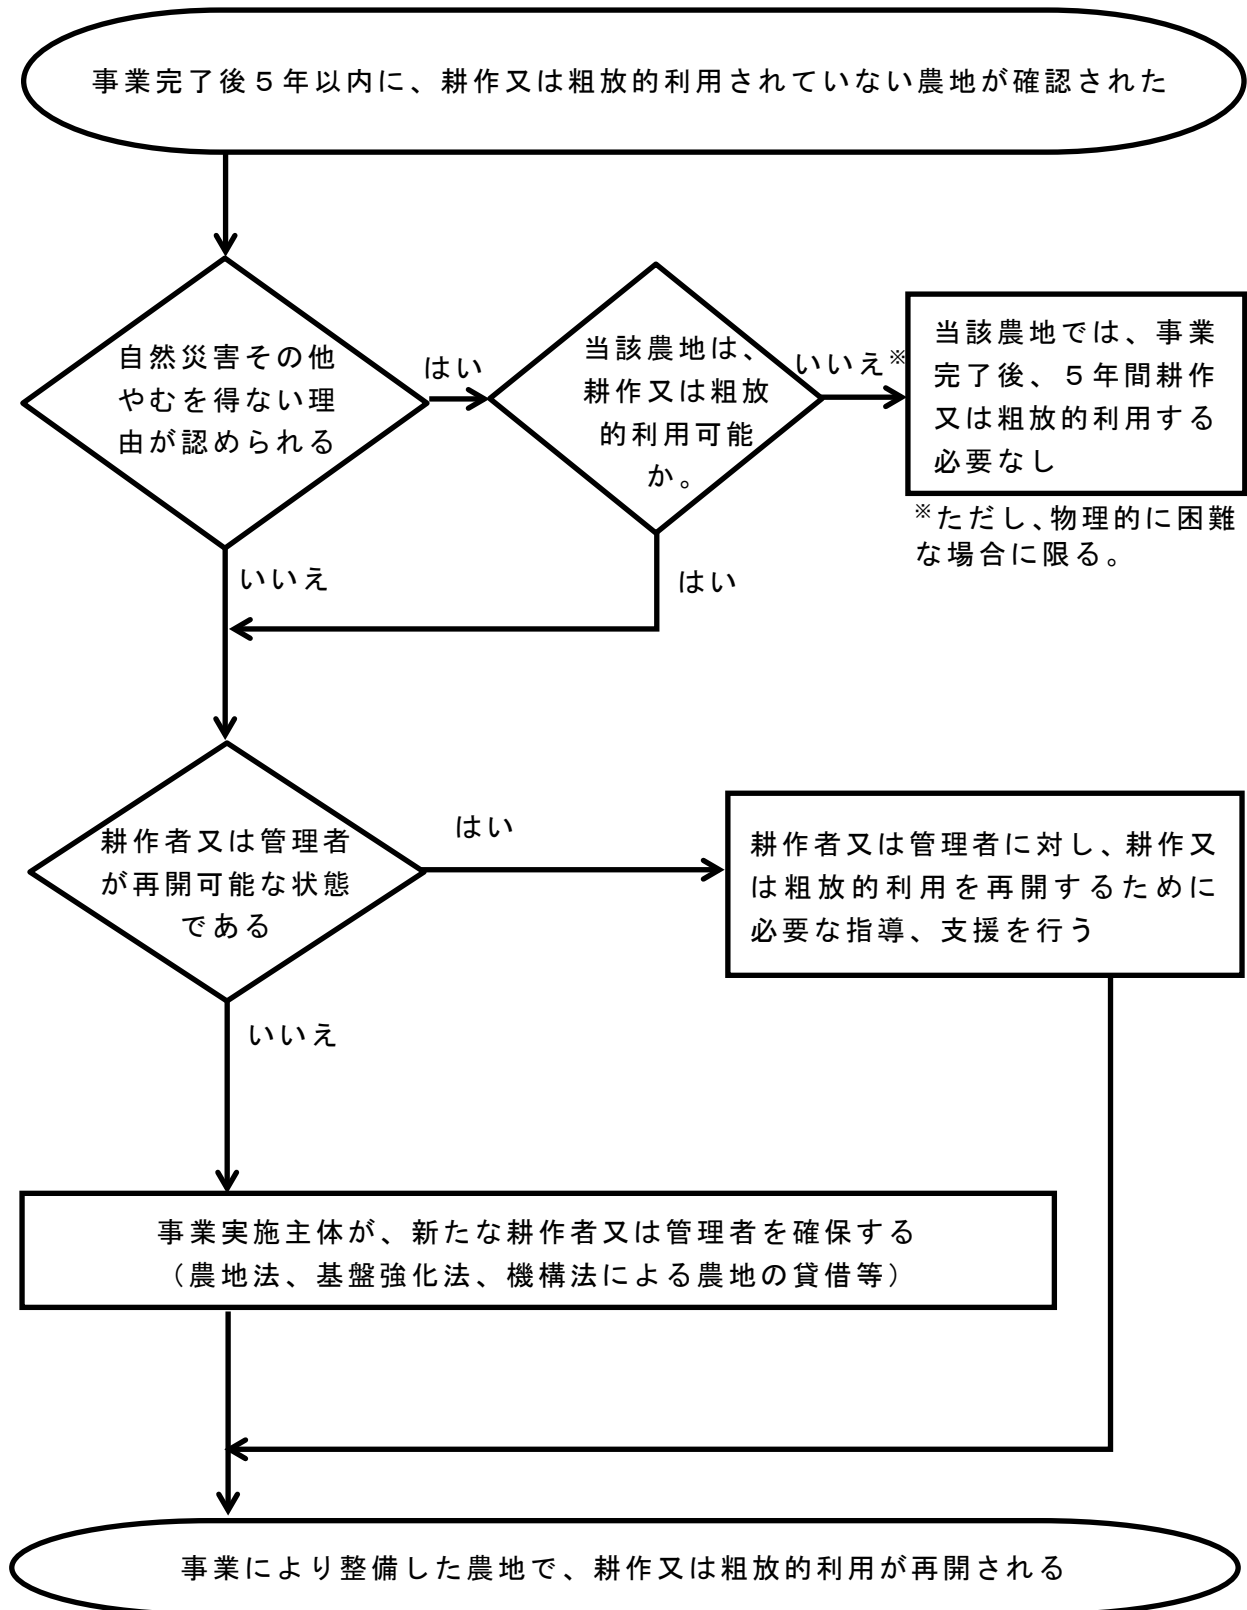 事業完了後５年以内に、耕作又は粗放的利用されていない農地が確認された
自然災害その他
やむを得ない理
由が認められる
はい
当該農地は、
耕作又は粗放
的利用可能
か。
いいえ※
当該農地では、事業
完了後、５年間耕作
又は粗放的利用する
必要なし
※ただし、物理的に困難
な場合に限る。
いいえ
はい
耕作者又は管理者
が再開可能な状態
である
はい
耕作者又は管理者に対し、耕作又
は粗放的利用を再開するために
必要な指導、支援を行う
いいえ
事業実施主体が、新たな耕作者又は管理者を確保する
（農地法、基盤強化法、機構法による農地の貸借等）
事業により整備した農地で、耕作又は粗放的利用が再開される